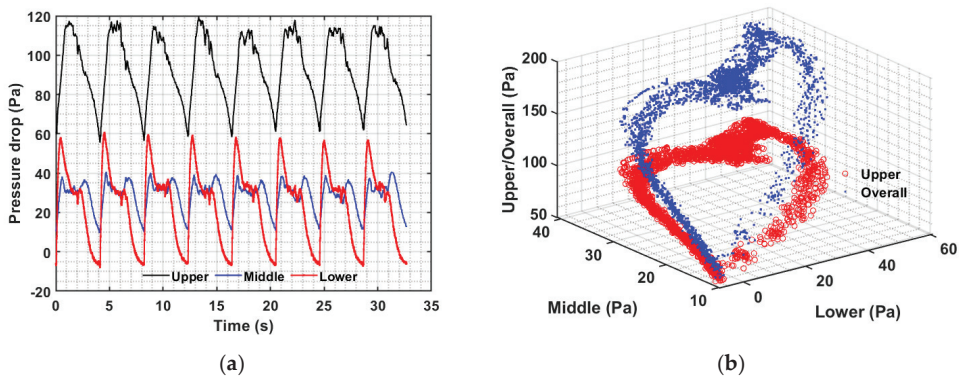 Pressure drop (Pa)
120
100
80
60
40
20
0
-20
Upper Middle Lower
0 5 10 15 20 25 30 35
Time (s)
(a)
Upper/Overall (Pa)
200
150
100
50
Upper
Overall
40
30
20
10
Middle (Pa)
0
20
40
60
Lower (Pa)
(b)